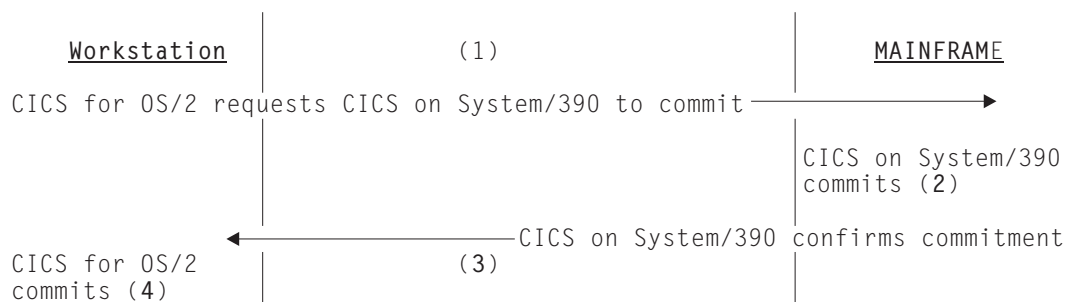 Workstation (1) MAINFRAME
CICS for OS/2 requests CICS on System/390 to commit
CICS on System/390
commits (2)
CICS on System/390 confirms commitment
CICS for OS/2 (3)
commits (4)